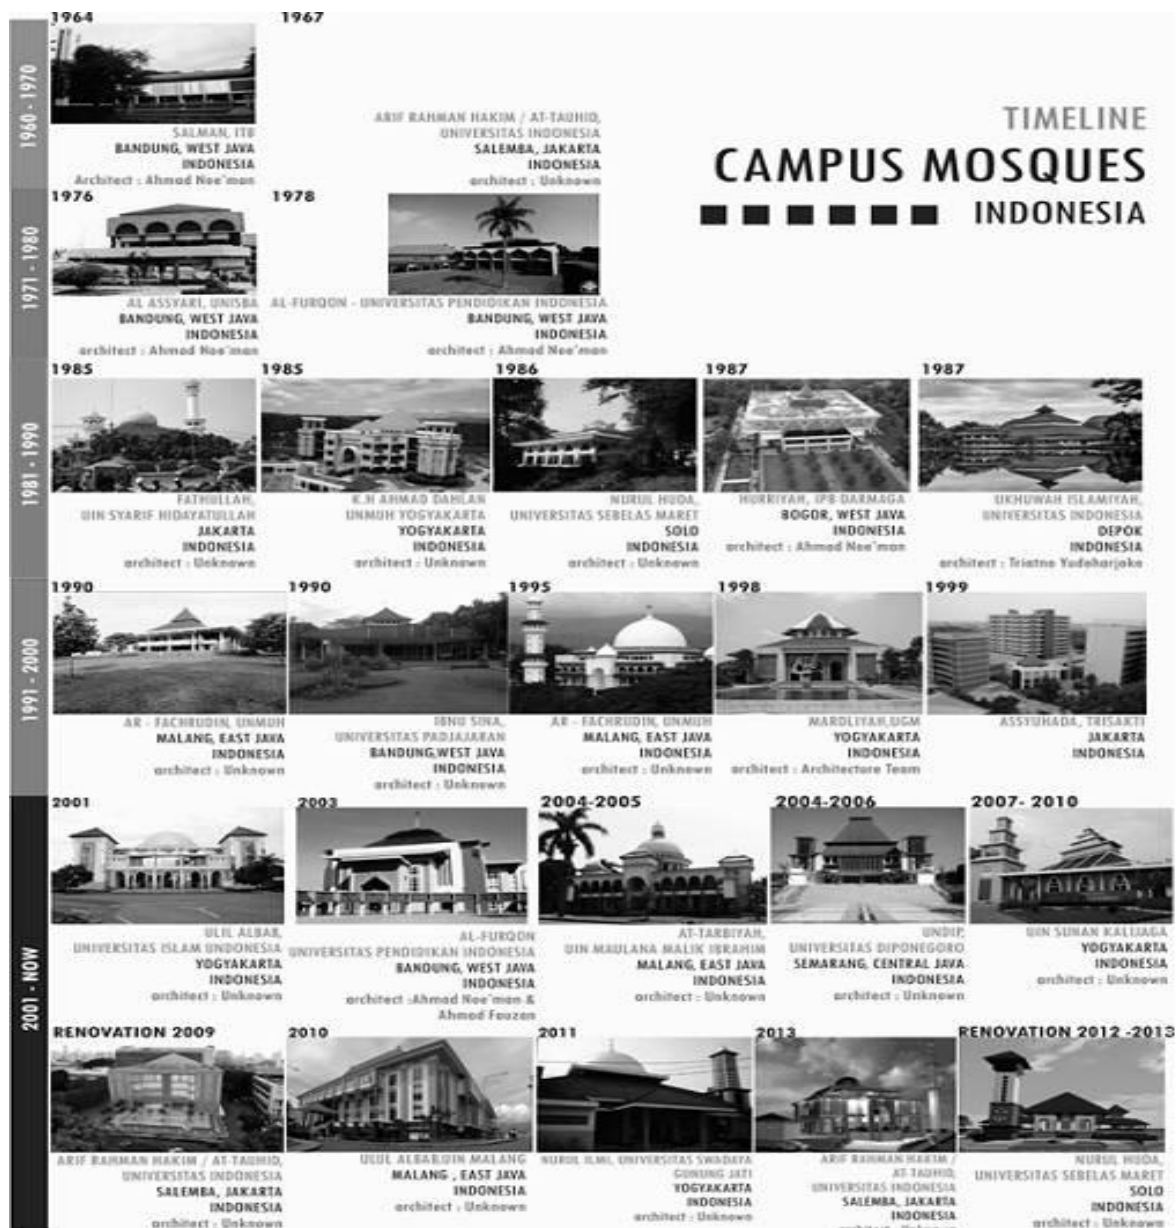 1964
1967
1960 - 1970
SALMAN, ITB
BANDUNG, WEST JAVA
INDONESIA
Architect : Ahmad Noe'man
ARIF RAHMAN HAKIM / AT-TAUHID,
UNIVERSITAS INDONESIA
SALEMBA, JAKARTA
INDONESIA
architect : Unknown
TIMELINE
CAMPUS MOSQUES
INDONESIA
1971 - 1980
1976
1978
AL ASSYARI, UNISBA
BANDUNG, WEST JAVA
INDONESIA
architect : Ahmad Noe'man
AL-FURQON - UNIVERSITAS PENDIDIKAN INDONESIA
BANDUNG, WEST JAVA
INDONESIA
architect : Ahmad Noe'man
1981 - 1990
1985
1985
1986
1987
1987
FATHULLAH,
UIN SYARIF HIDAYATULLAH
JAKARTA
INDONESIA
architect : Unknown
K.H AHMAD DAHLAN
UNMUH YOGYAKARTA
YOGYAKARTA
INDONESIA
architect : Unknown
NURUL HUDA,
UNIVERSITAS SEBELAS MARET
SOLO
INDONESIA
architect : Unknown
HURRIYAH, IPB DARMAGA
BOGOR, WEST JAVA
INDONESIA
architect : Ahmad Noe'man
UKHUWAH ISLAMIYAH,
UNIVERSITAS INDONESIA
DEPOK
INDONESIA
architect : Triatno Yudoharjoko
1991 - 2000
1990
1990
1995
1998
1999
AR - FACHRUDIN, UNMUH
MALANG, EAST JAVA
INDONESIA
architect : Unknown
IBNU SINA,
UNIVERSITAS PADJAJARAN
BANDUNG,WEST JAVA
INDONESIA
architect : Unknown
AR - FACHRUDIN, UNMUH
MALANG, EAST JAVA
INDONESIA
architect : Unknown
MARDLIYAH,UGM
YOGYAKARTA
INDONESIA
architect : Architecture Team
ASSYUHADA, TRISAKTI
JAKARTA
INDONESIA
2001 - NOW
2001
2003
2004-2005
2004-2006
2007- 2010
ULIL ALBAB,
UNIVERSITAS ISLAM UNDONESIA
YOGYAKARTA
INDONESIA
architect : Unknown
AL-FURQON
UNIVERSITAS PENDIDIKAN INDONESIA
BANDUNG, WEST JAVA
INDONESIA
architect :Ahmad Noe'man &
Ahmad Fauzan
AT-TARBIYAH,
UIN MAULANA MALIK IBRAHIM
MALANG, EAST JAVA
INDONESIA
architect : Unknown
UNDIP,
UNIVERSITAS DIPONEGORO
SEMARANG, CENTRAL JAVA
INDONESIA
architect : Unknown
UIN SUNAN KALIJAGA
YOGYAKARTA
INDONESIA
architect : Unknown
RENOVATION 2009
2010
2011
2013
RENOVATION 2012 -2013
ARIF RAHMAN HAKIM / AT-TAUHID,
UNIVERSITAS INDONESIA
SALEMBA, JAKARTA
INDONESIA
architect : Unknown
ULUL ALBAB,UIN MALANG
MALANG , EAST JAVA
INDONESIA
architect : Unknown
NURUL ILMI, UNIVERSITAS SWADAYA
GUNUNG JATI
YOGYAKARTA
INDONESIA
architect : Unknown
ARIF RAHMAN HAKIM /
AT-TAUHID,
UNIVERSITAS INDONESIA
SALEMBA, JAKARTA
INDONESIA
architect : Unknown
NURUL HUDA,
UNIVERSITAS SEBELAS MARET
SOLO
INDONESIA
architect : Unknown